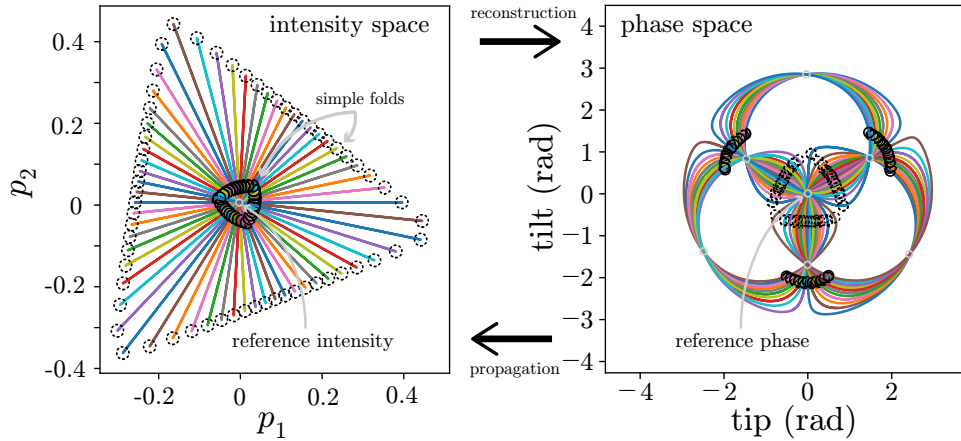 intensity space
0.4
0.2
0
-0.2
-0.4
p2
simple folds
reference intensity
-0.2
0
0.2
0.4
p1
reconstruction
propagation
phase space
4
3
2
1
0
−1
−2
−3
−4
tilt (rad)
reference phase
−4
−2
0
2
tip (rad)